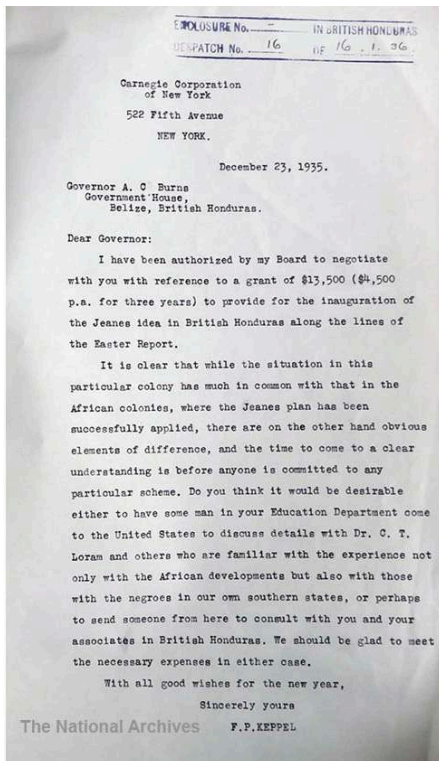 ENCLOSURE No. - IN BRITISH HONDURAS
DESPATCH No. 16 OF 16.1.36.
Carnegie Corporation
of New York
522 Fifth Avenue
NEW YORK.
December 23, 1935.
Governor A. C Burns
Government House,
Belize, British Honduras.
Dear Governor:
I have been authorized by my Board to negotiate
with you with reference to a grant of $13,500 ($4,500
p.a. for three years) to provide for the inauguration of
the Jeanes idea in British Honduras along the lines of
the Easter Report.
It is clear that while the situation in this
particular colony has much in common with that in the
African colonies, where the Jeanes plan has been
successfully applied, there are on the other hand obvious
elements of difference, and the time to come to a clear
understanding is before anyone is committed to any
particular scheme. Do you think it would be desirable
either to have some man in your Education Department come
to the United States to discuss details with Dr. C. T.
Loram and others who are familiar with the experience not
only with the African developments but also with those
with the negroes in our own southern states, or perhaps
to send someone from here to consult with you and your
associates in British Honduras. We should be glad to meet
the necessary expenses in either case.
With all good wishes for the new year,
Sincerely yours
F.P.KEPPEL
The National Archives